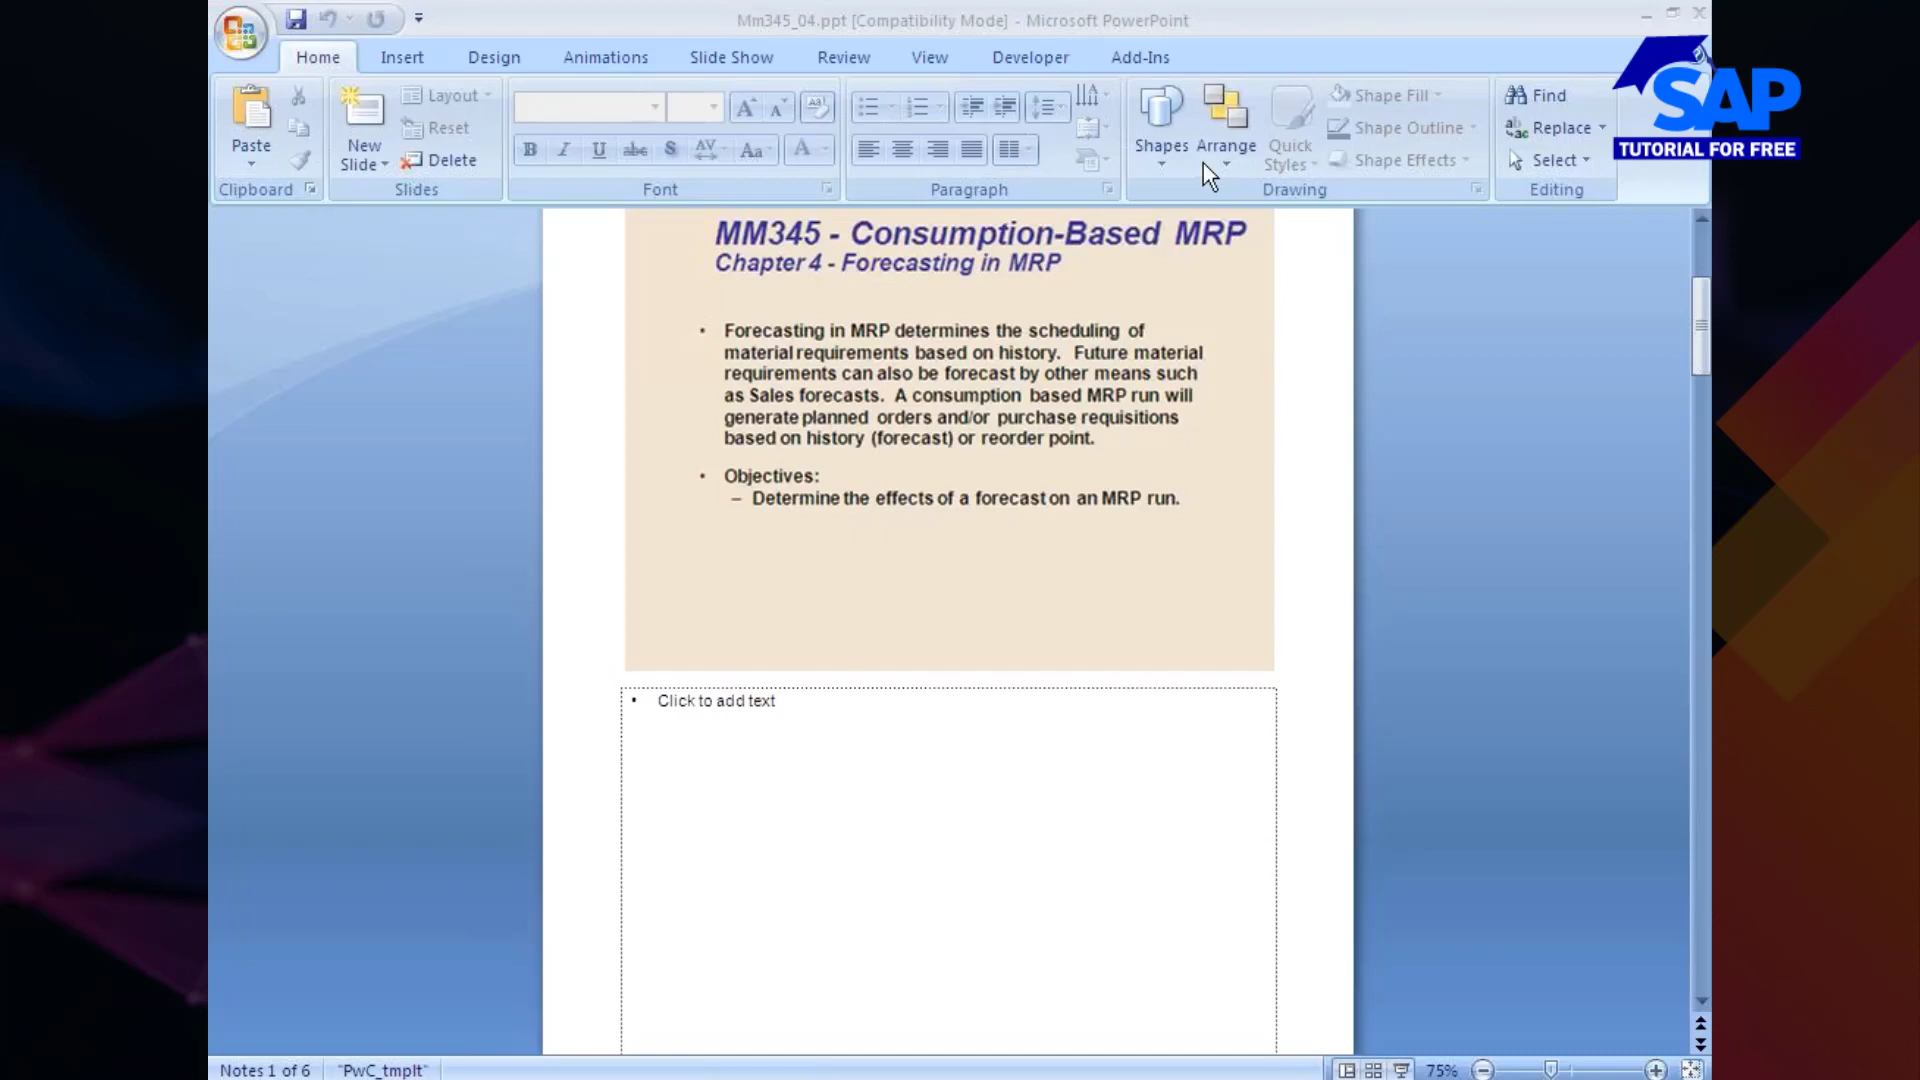 Mm345_04.ppt [Compatibility Mode] - Microsoft PowerPoint
Home Insert Design Animations Slide Show Review View Developer Add-Ins
SAP
TUTORIAL FOR FREE
Paste
Clipboard
New
Slide
Layout
Reset
Delete
Slides
B I U abc S AV Aa A
Font
Paragraph
Shapes
Arrange
Quick
Styles
Shape Fill
Shape Outline
Shape Effects
Drawing
Find
Replace
Select
Editing
MM345 - Consumption-Based MRP
Chapter 4 - Forecasting in MRP
• Forecasting in MRP determines the scheduling of
material requirements based on history. Future material
requirements can also be forecast by other means such
as Sales forecasts. A consumption based MRP run will
generate planned orders and/or purchase requisitions
based on history (forecast) or reorder point.
• Objectives:
– Determine the effects of a forecast on an MRP run.
• Click to add text
Notes 1 of 6 "PwC_tmplt" 75%